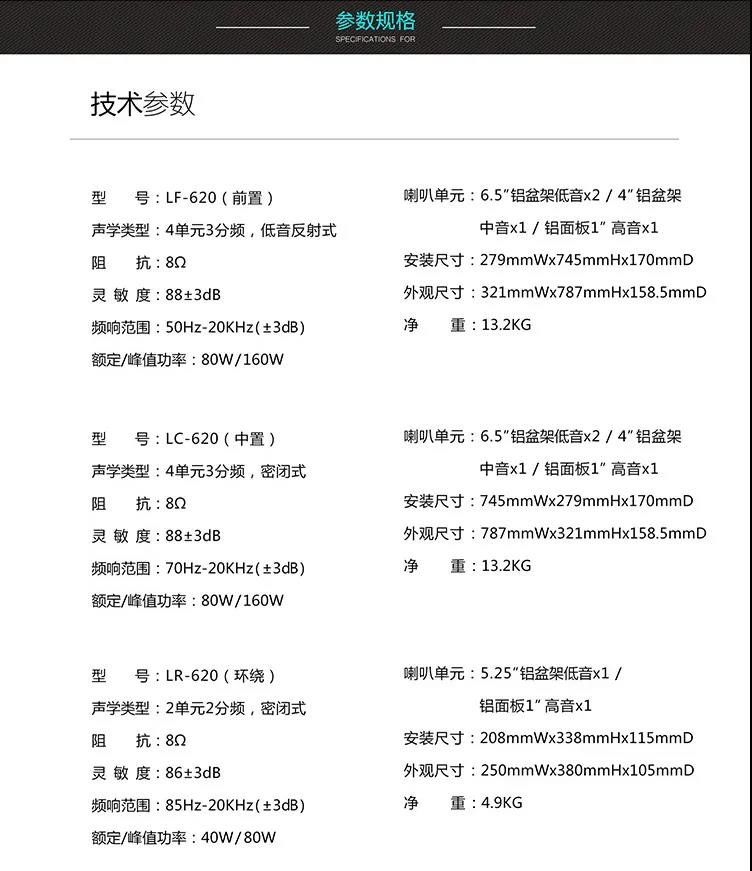 参数规格
SPECIFICATIONS FOR
技术参数
型 号：LF-620（前置）
声学类型：4单元3分频，低音反射式
阻 抗：8Ω
灵 敏 度：88±3dB
频响范围：50Hz-20KHz(±3dB)
额定/峰值功率：80W/160W
喇叭单元：6.5”铝盆架低音x2 / 4”铝盆架
中音x1 / 铝面板1” 高音x1
安装尺寸：279mmWx745mmHx170mmD
外观尺寸：321mmWx787mmHx158.5mmD
净 重：13.2KG
型 号：LC-620（中置）
声学类型：4单元3分频，密闭式
阻 抗：8Ω
灵 敏 度：88±3dB
频响范围：70Hz-20KHz(±3dB)
额定/峰值功率：80W/160W
喇叭单元：6.5”铝盆架低音x2 / 4”铝盆架
中音x1 / 铝面板1” 高音x1
安装尺寸：745mmWx279mmHx170mmD
外观尺寸：787mmWx321mmHx158.5mmD
净 重：13.2KG
型 号：LR-620（环绕）
声学类型：2单元2分频，密闭式
阻 抗：8Ω
灵 敏 度：86±3dB
频响范围：85Hz-20KHz(±3dB)
额定/峰值功率：40W/80W
喇叭单元：5.25”铝盆架低音x1 /
铝面板1” 高音x1
安装尺寸：208mmWx338mmHx115mmD
外观尺寸：250mmWx380mmHx105mmD
净 重：4.9KG